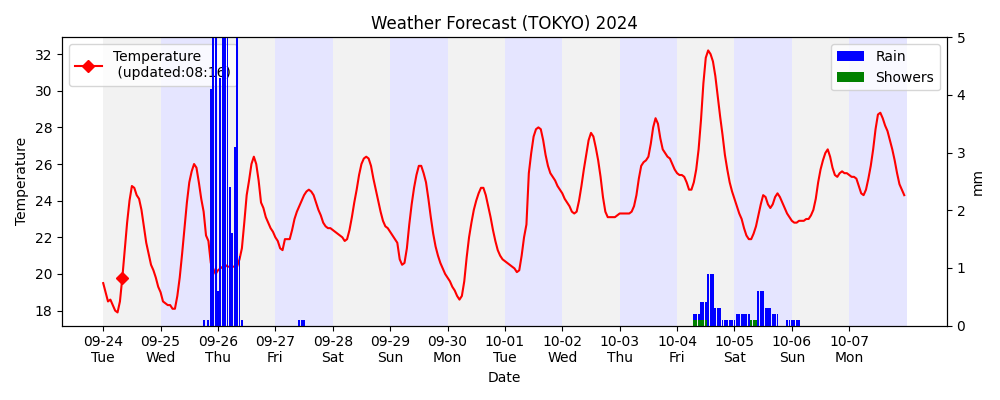 Weather Forecast (TOKYO) 2024
Temperature
(updated:08:16)
Rain
Showers
32
30
28
26
24
22
20
18
Temperature
5
4
3
2
1
0
mm
09-24 09-25 09-26 09-27 09-28 09-29 09-30 10-01 10-02 10-03 10-04 10-05 10-06 10-07
Tue Wed Thu Fri Sat Sun Mon Tue Wed Thu Fri Sat Sun Mon
Date